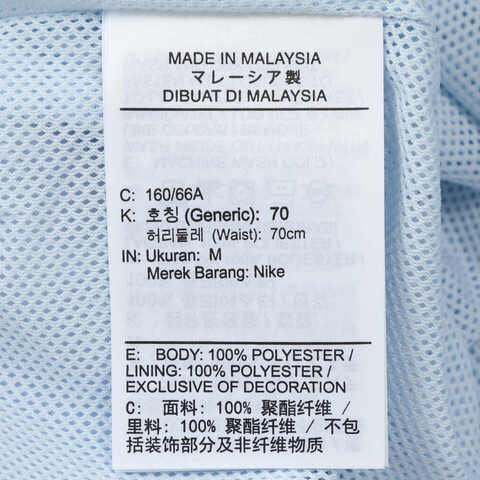 MADE IN MALAYSIA
マレーシア製
DIBUAT DI MALAYSIA
C: 160/66A
K: 호칭 (Generic): 70
허리둘레 (Waist): 70cm
IN: Ukuran: M
Merek Barang: Nike
E: BODY: 100% POLYESTER /
LINING: 100% POLYESTER /
EXCLUSIVE OF DECORATION
C: 面料: 100% 聚酯纤维 /
里料: 100% 聚酯纤维 / 不包
括装饰部分及非纤维物质